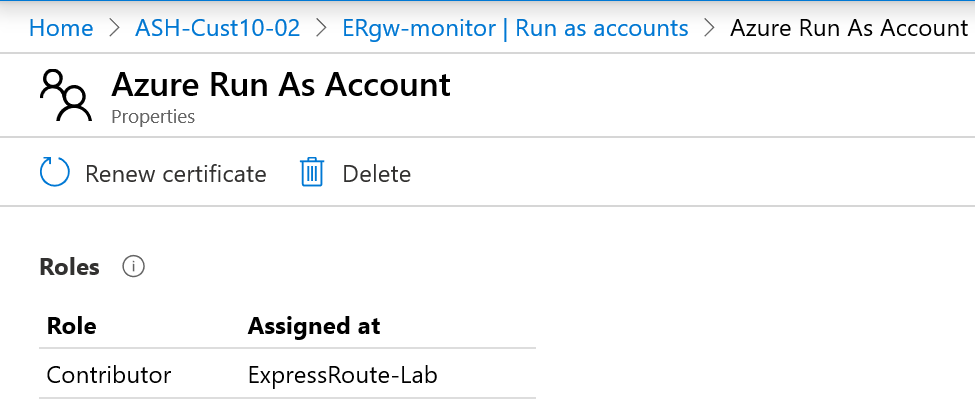 Home > ASH-Cust10-02 > ERgw-monitor | Run as accounts > Azure Run As Account
Azure Run As Account
Properties
Renew certificate Delete
Roles
Role Assigned at
Contributor ExpressRoute-Lab